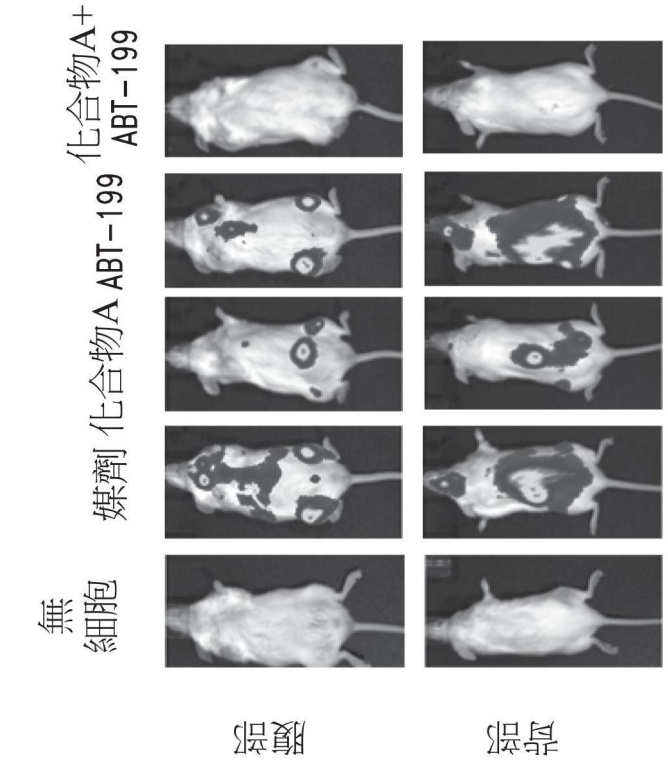 無
細胞
媒劑
化合物A
ABT-199
化合物A+
ABT-199
腹部
背部